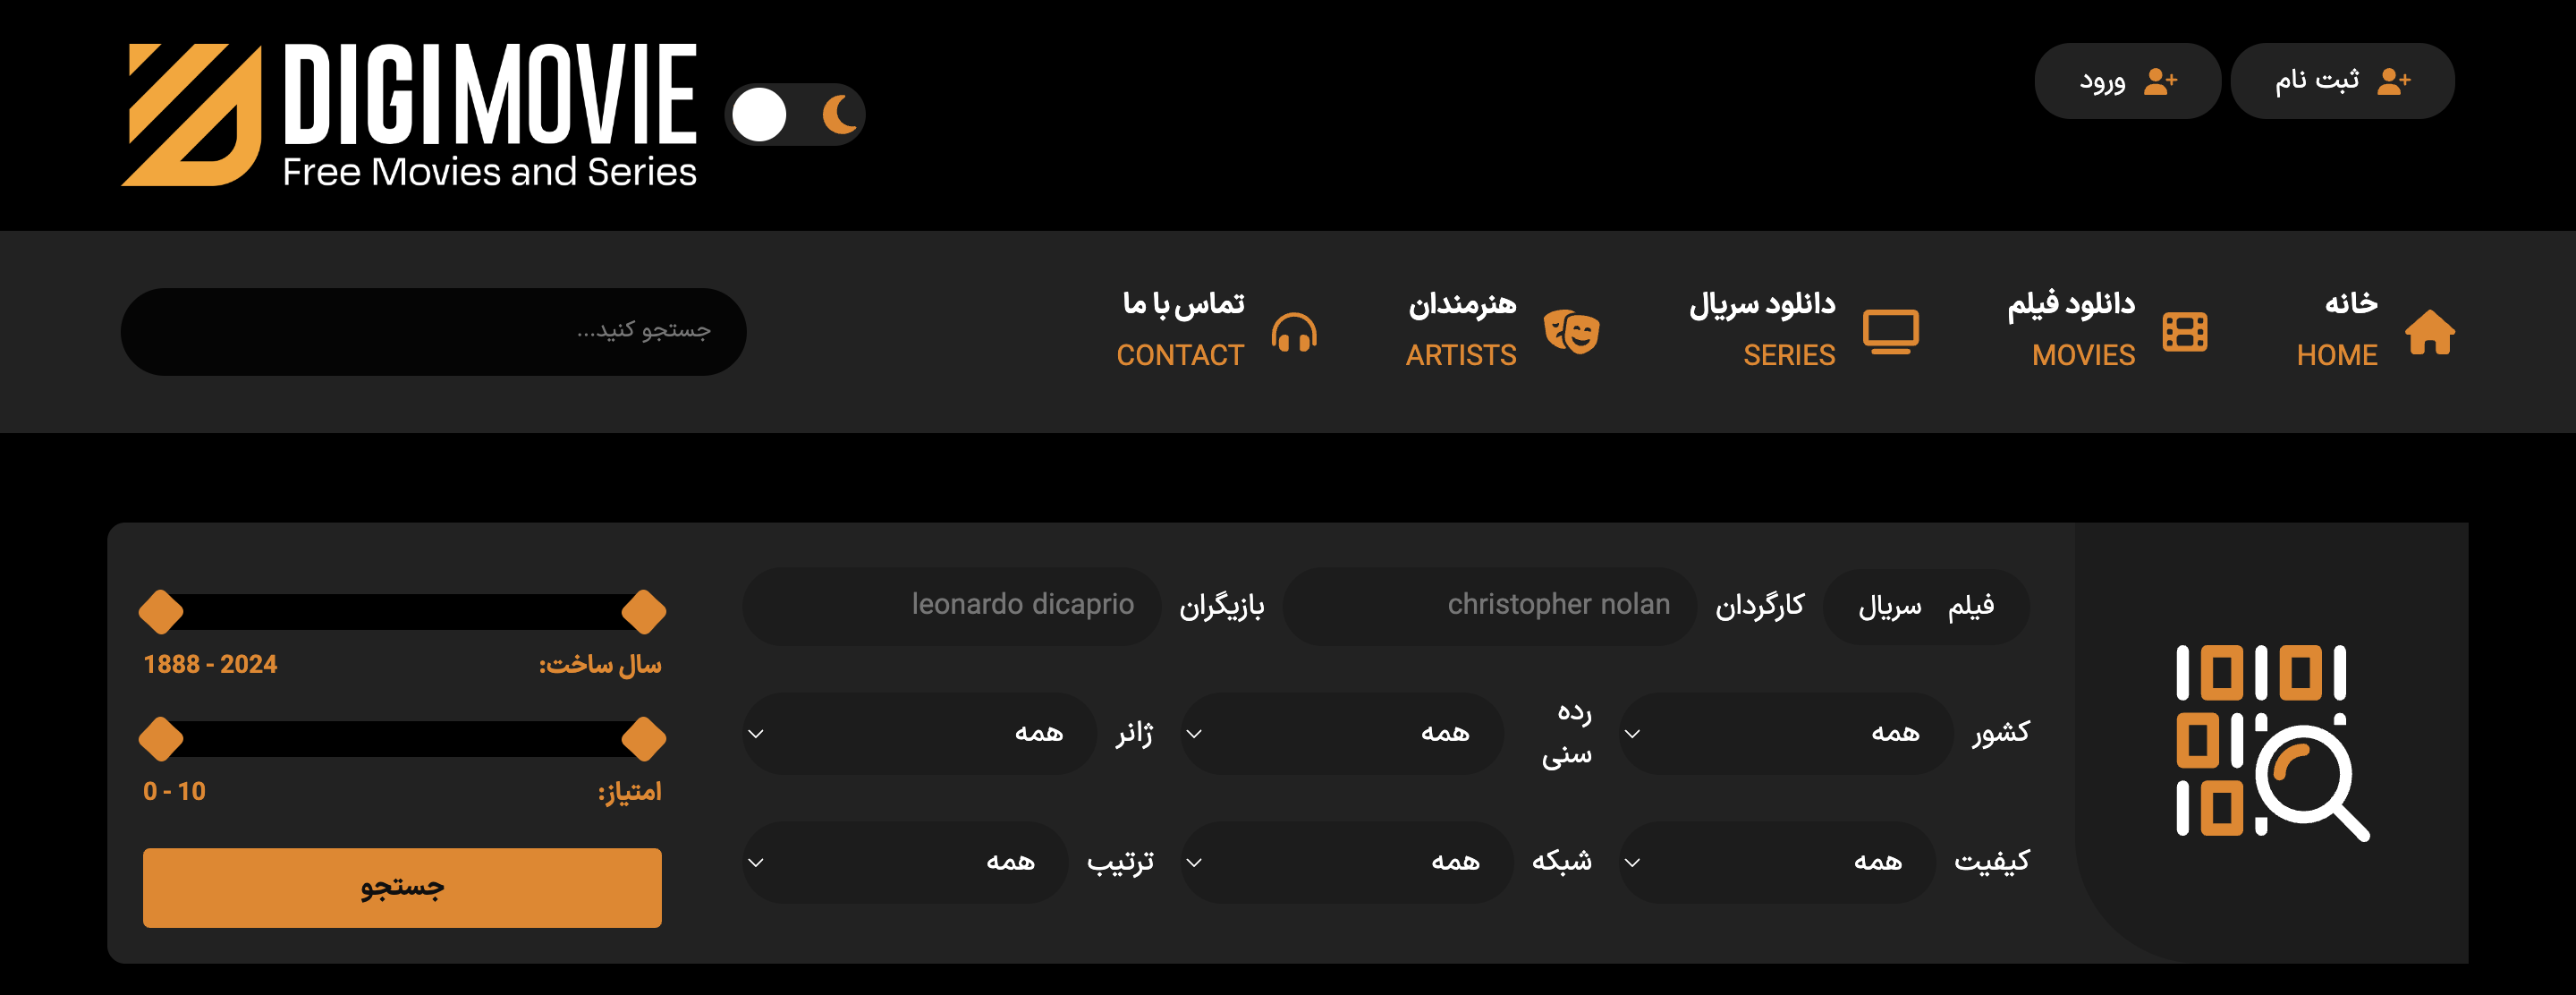 DIGIMOVIE
Free Movies and Series
ثبت نام
ورود
خانه
HOME
دانلود فیلم
MOVIES
دانلود سریال
SERIES
هنرمندان
ARTISTS
تماس با ما
CONTACT
جستجو کنید...
فیلم سریال
کارگردان
christopher nolan
بازیگران
leonardo dicaprio
کشور
همه
رده
سنی
همه
ژانر
همه
کیفیت
همه
شبکه
همه
ترتیب
همه
سال ساخت:
1888 - 2024
امتیاز:
0 - 10
جستجو